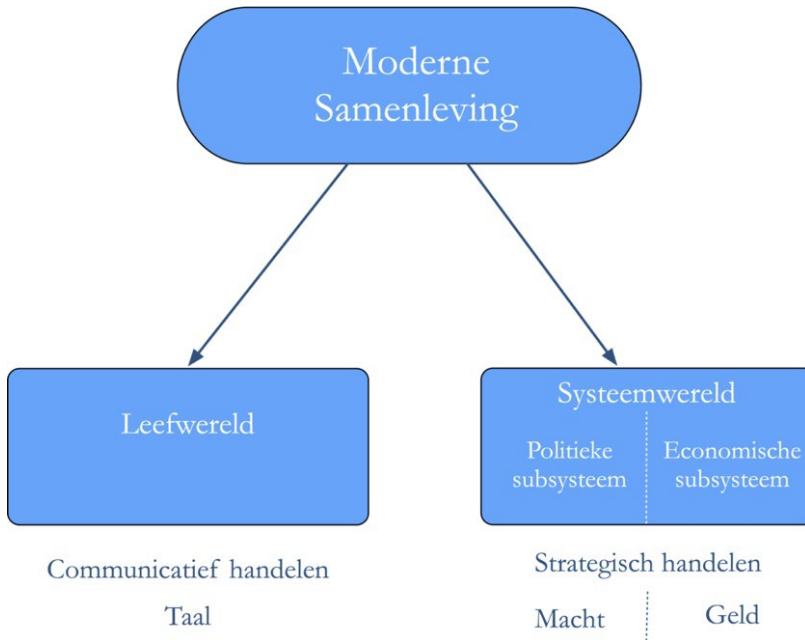 Moderne
Samenleving
Leefwereld
Communicatief handelen
Taal
Systeemwereld
Politieke
subsysteem
Economische
subsysteem
Strategisch handelen
Macht
Geld